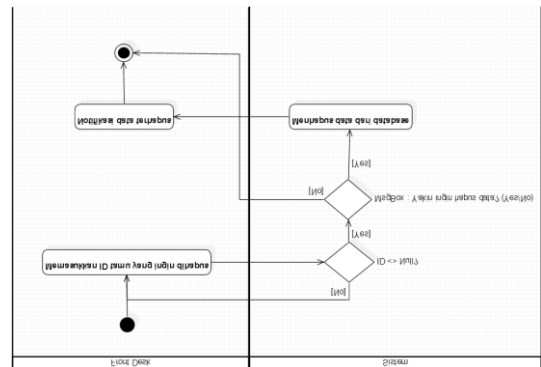 Front Desk
Sistem
[No]
Memasukkan ID tamu yang ingin dihapus
ID <> Null?
[Yes]
MsgBox : Yakin ingin hapus data? (Yes/No)
[No]
[Yes]
Menhapus data dari database
Notifikasi data terhapus